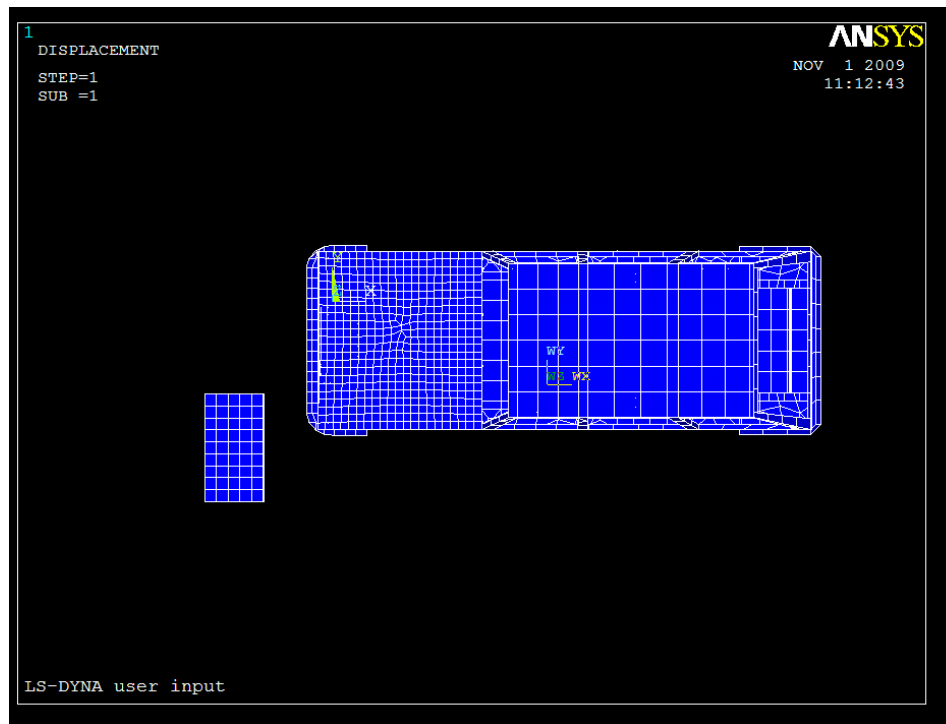 1
DISPLACEMENT
STEP=1
SUB =1
ANSYS
NOV 1 2009
11:12:43
Y
X
WY
WX
LS-DYNA user input